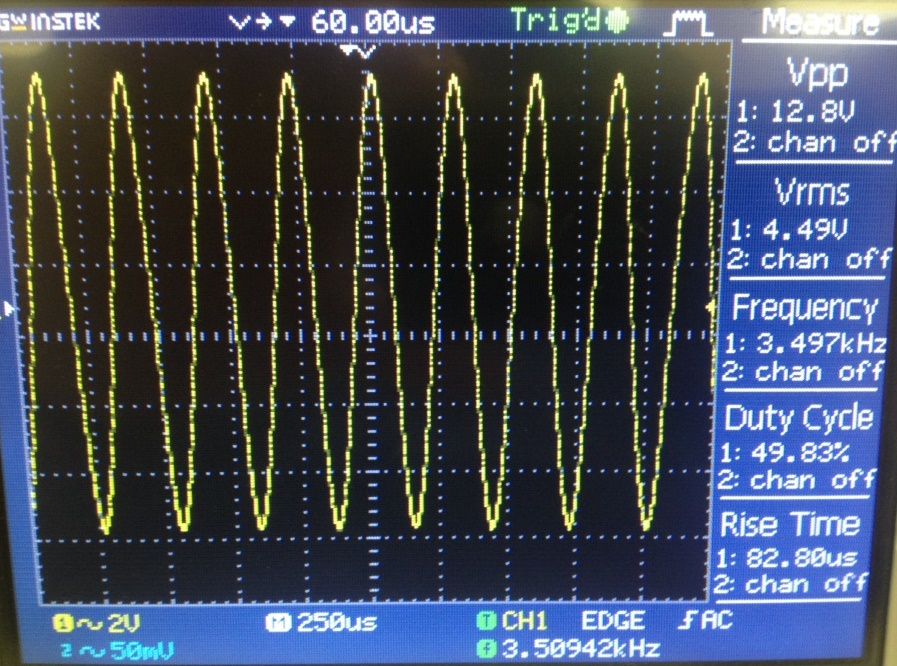 GWINSTEK 60.00us Trig'd Measure
Vpp
1: 12.8V
2: chan off
Vrms
1: 4.49V
2: chan off
Frequency
1: 3.497kHz
2: chan off
Duty Cycle
1: 49.83%
2: chan off
Rise Time
1: 82.80us
2: chan off
1 ~ 2V M 250us T CH1 EDGE AC
2 ~ 50mV f 3.50942kHz